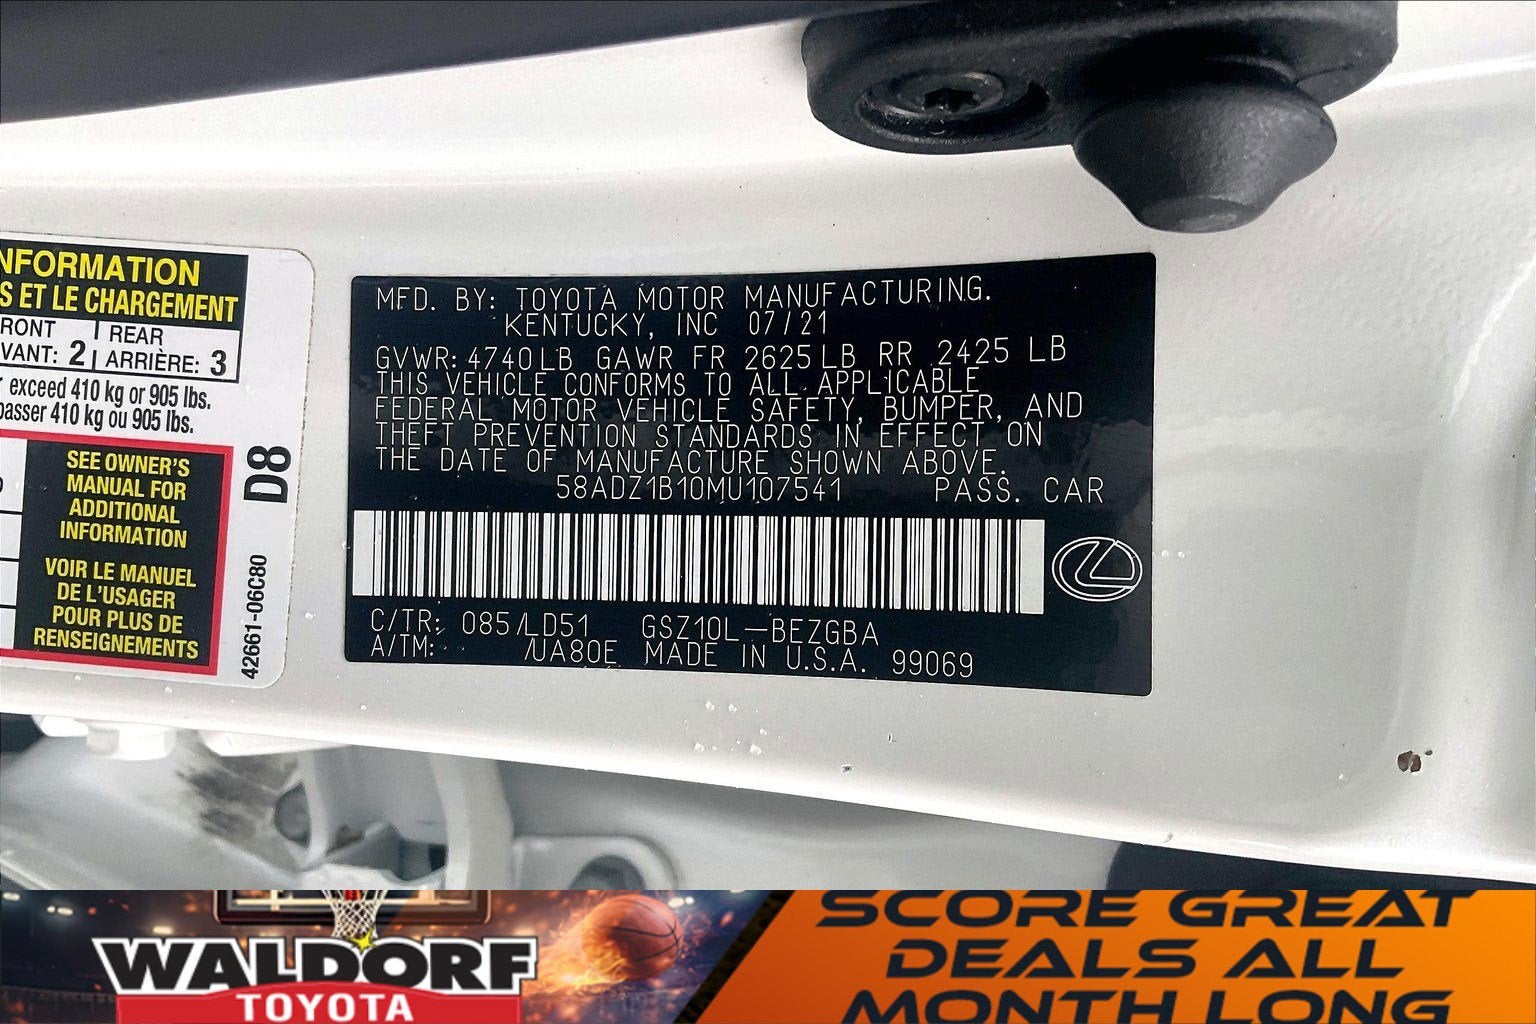 NFORMATION
S ET LE CHARGEMENT
RONT | REAR
VANT: 2 | ARRIÈRE: 3
exceed 410 kg or 905 lbs.
passer 410 kg ou 905 lbs.
SEE OWNER'S
MANUAL FOR
ADDITIONAL
INFORMATION
VOIR LE MANUEL
DE L'USAGER
POUR PLUS DE
RENSEIGNEMENTS
D8
42661-06C80
MFD. BY: TOYOTA MOTOR MANUFACTURING.
KENTUCKY, INC 07/21
GVWR: 4740LB GAWR FR 2625LB RR 2425 LB
THIS VEHICLE CONFORMS TO ALL APPLICABLE
FEDERAL MOTOR VEHICLE SAFETY, BUMPER, AND
THEFT PREVENTION STANDARDS IN EFFECT ON
THE DATE OF MANUFACTURE SHOWN ABOVE.
58ADZ1B10MU107541 PASS. CAR
C/TR: 085/LD51 GSZ10L-BEZGBA
A/TM: /UA80E MADE IN U.S.A. 99069
WALDORF
TOYOTA
SCORE GREAT
DEALS ALL
MONTH LONG